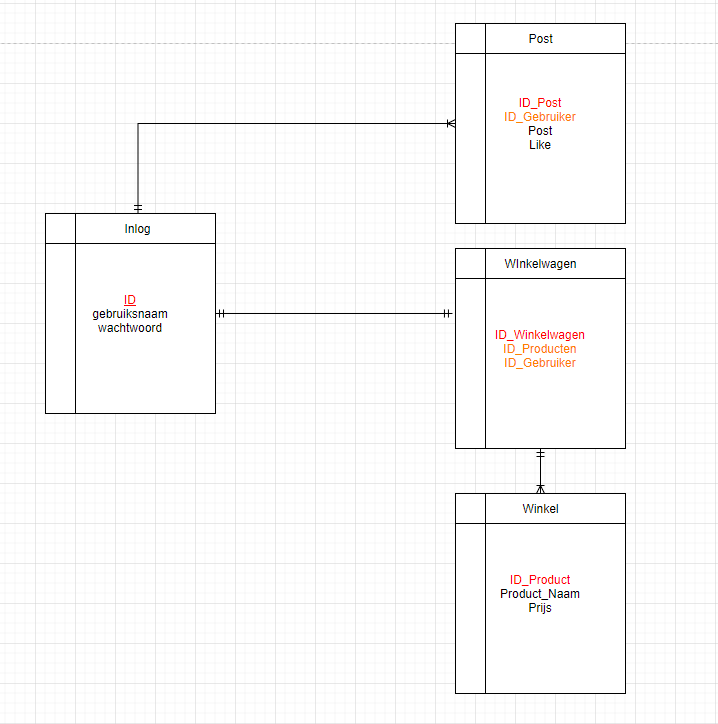 Post
ID_Post
ID_Gebruiker
Post
Like
Inlog
ID
gebruiksnaam
wachtwoord
WInkelwagen
ID_Winkelwagen
ID_Producten
ID_Gebruiker
Winkel
ID_Product
Product_Naam
Prijs